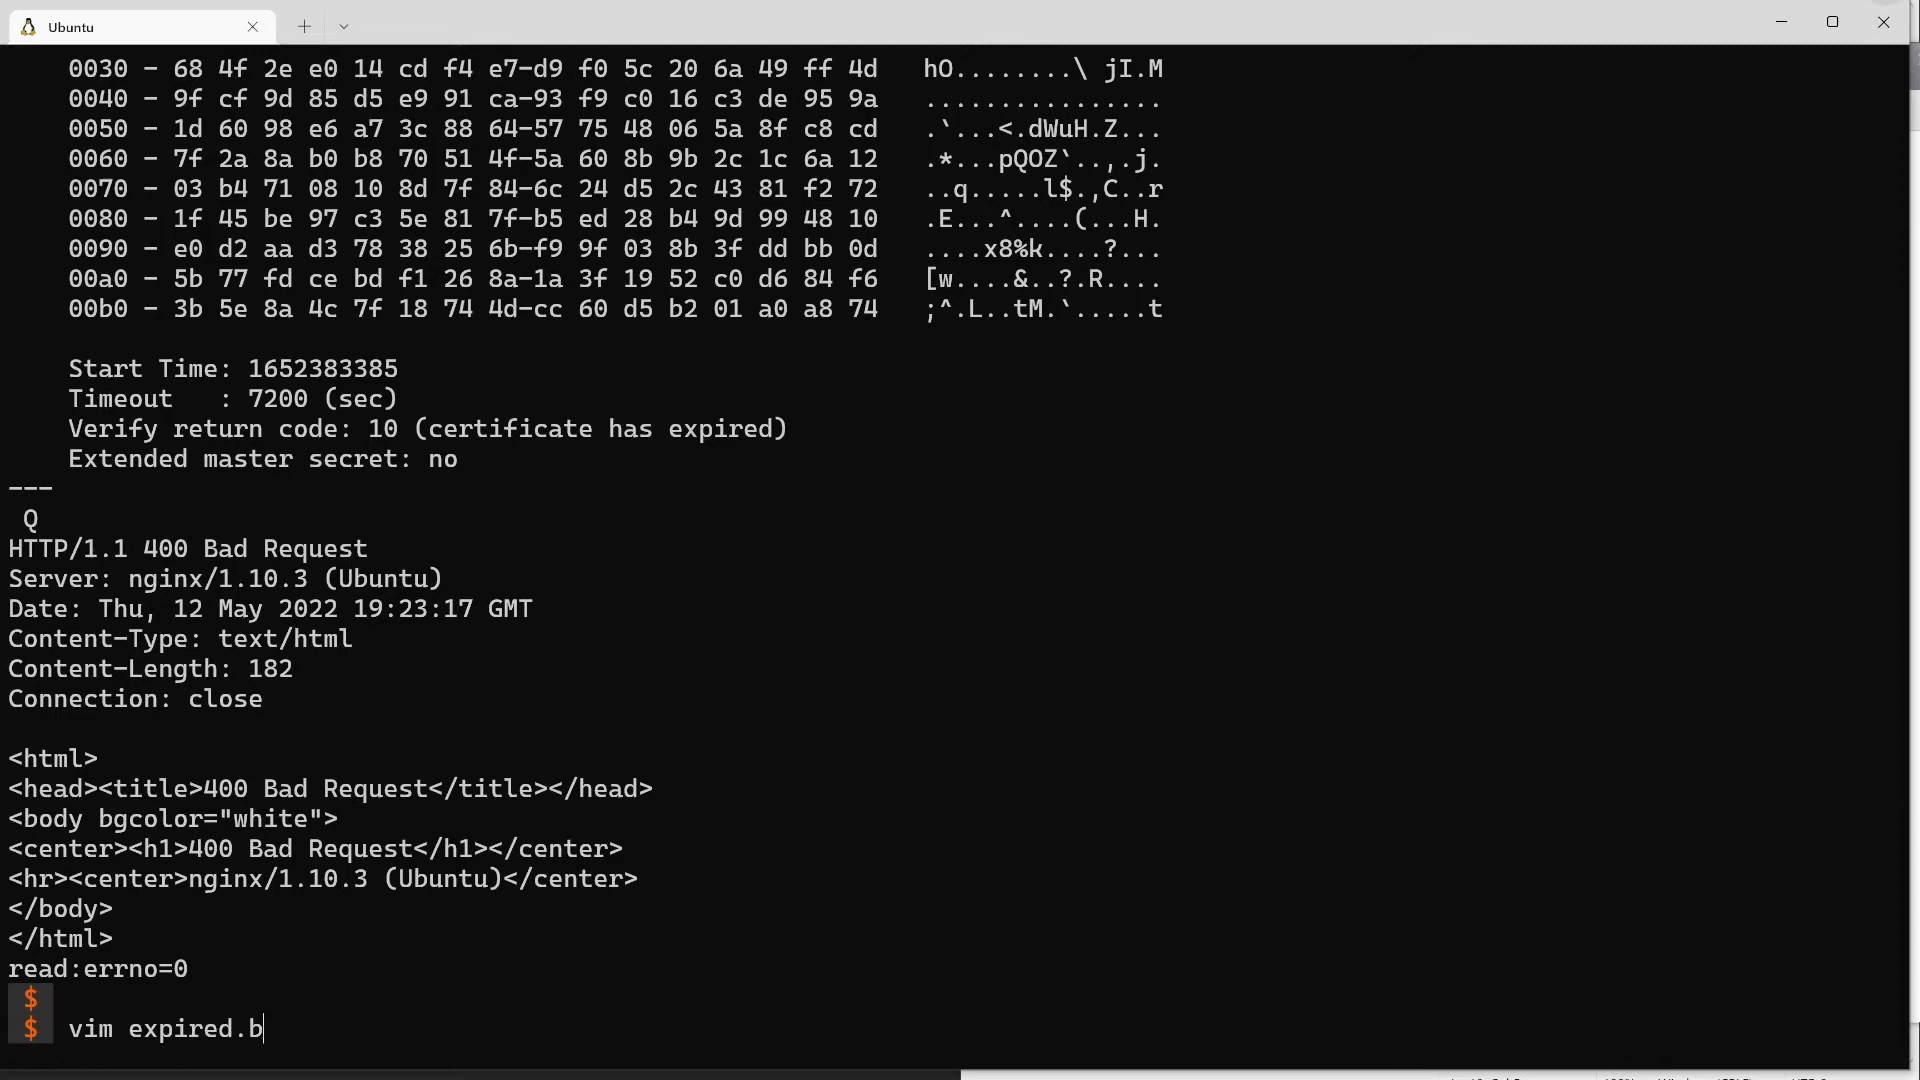 Ubuntu
0030 - 68 4f 2e e0 14 cd f4 e7-d9 f0 5c 20 6a 49 ff 4d   hO........\ jI.M
0040 - 9f cf 9d 85 d5 e9 91 ca-93 f9 c0 16 c3 de 95 9a   ................
0050 - 1d 60 98 e6 a7 3c 88 64-57 75 48 06 5a 8f c8 cd   .`...<.dWuH.Z...
0060 - 7f 2a 8a b0 b8 70 51 4f-5a 60 8b 9b 2c 1c 6a 12   .*...pQOZ`..,.j.
0070 - 03 b4 71 08 10 8d 7f 84-6c 24 d5 2c 43 81 f2 72   ..q.....l$.,C..r
0080 - 1f 45 be 97 c3 5e 81 7f-b5 ed 28 b4 9d 99 48 10   .E...^....(...H.
0090 - e0 d2 aa d3 78 38 25 6b-f9 9f 03 8b 3f dd bb 0d   ....x8%k....?...
00a0 - 5b 77 fd ce bd f1 26 8a-1a 3f 19 52 c0 d6 84 f6   [w....&..?.R....
00b0 - 3b 5e 8a 4c 7f 18 74 4d-cc 60 d5 b2 01 a0 a8 74   ;^.L..tM.`.....t
Start Time: 1652383385
Timeout   : 7200 (sec)
Verify return code: 10 (certificate has expired)
Extended master secret: no
---
Q
HTTP/1.1 400 Bad Request
Server: nginx/1.10.3 (Ubuntu)
Date: Thu, 12 May 2022 19:23:17 GMT
Content-Type: text/html
Content-Length: 182
Connection: close
<html>
<head><title>400 Bad Request</title></head>
<body bgcolor="white">
<center><h1>400 Bad Request</h1></center>
<hr><center>nginx/1.10.3 (Ubuntu)</center>
</body>
</html>
read:errno=0
$
$ vim expired.b